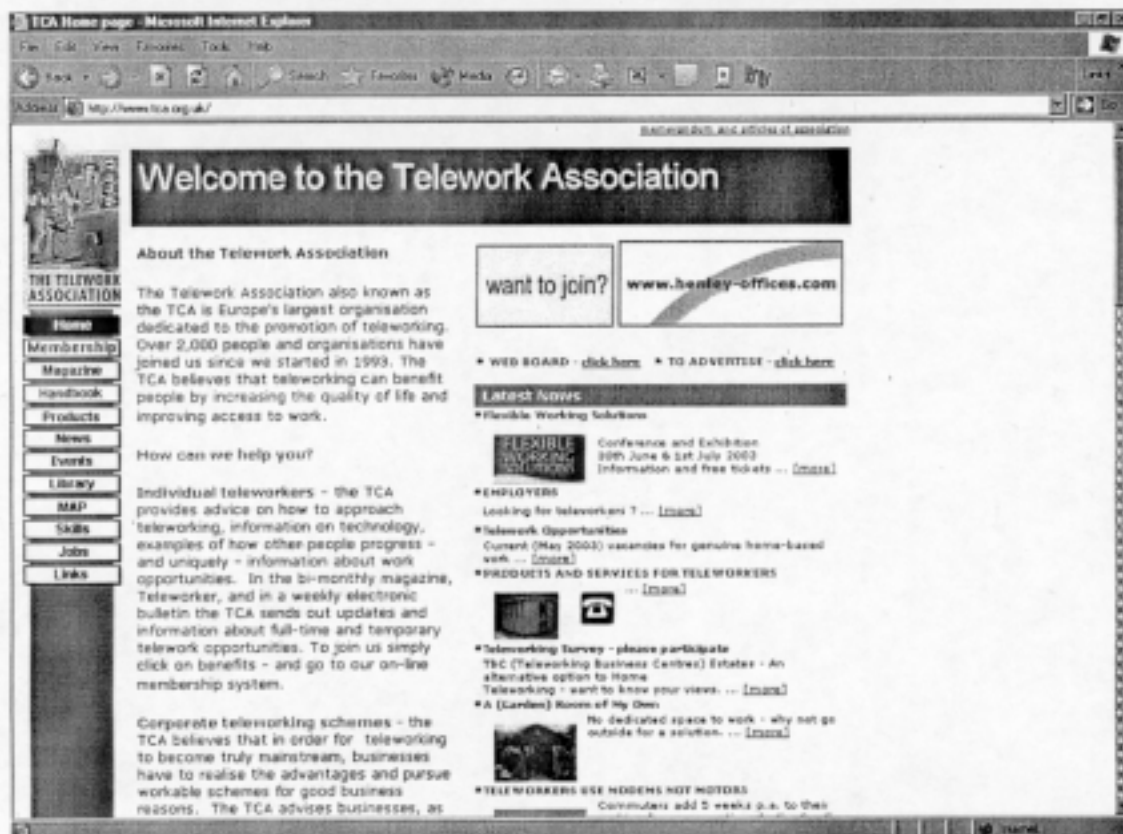 TCA Home page - Microsoft Internet Explorer
File Edit View Favorites Tools Help
Back Search Favorites Media Links
Address http://www.tca.org.uk/ Go
memorandum and articles of association
Welcome to the Telework Association
THE TELEWORK
ASSOCIATION
Home
Membership
Magazine
Handbook
Products
News
Events
Library
MAP
Skills
Jobs
Links
About the Telework Association
The Telework Association also known as
the TCA is Europe's largest organisation
dedicated to the promotion of teleworking.
Over 2,000 people and organisations have
joined us since we started in 1993. The
TCA believes that teleworking can benefit
people by increasing the quality of life and
improving access to work.
How can we help you?
Individual teleworkers - the TCA
provides advice on how to approach
teleworking, information on technology,
examples of how other people progress -
and uniquely - information about work
opportunities. In the bi-monthly magazine,
Teleworker, and in a weekly electronic
bulletin the TCA sends out updates and
information about full-time and temporary
telework opportunities. To join us simply
click on benefits - and go to our on-line
membership system.
Corporate teleworking schemes - the
TCA believes that in order for teleworking
to become truly mainstream, businesses
have to realise the advantages and pursue
workable schemes for good business
reasons. The TCA advises businesses, as
want to join?
www.henley-offices.com
WEB BOARD - click here TO ADVERTISE - click here
Latest News
Flexible Working Solutions
FLEXIBLE
WORKING
SOLUTIONS
Conference and Exhibition
30th June & 1st July 2003
Information and free tickets ... [more]
EMPLOYERS
Looking for teleworkers ? ... [more]
Telework Opportunities
Current (May 2003) vacancies for genuine home-based
work ... [more]
PRODUCTS AND SERVICES FOR TELEWORKERS
... [more]
Teleworking Survey - please participate
TbC (Teleworking Business Centres) Estates - An
alternative option to Home
Teleworking - want to know your views. ... [more]
A (Garden) Room of My Own
No dedicated space to work - why not go
outside for a solution. ... [more]
TELEWORKERS USE MODEMS NOT MOTORS
Commuters add 5 weeks p.a. to their
Internet